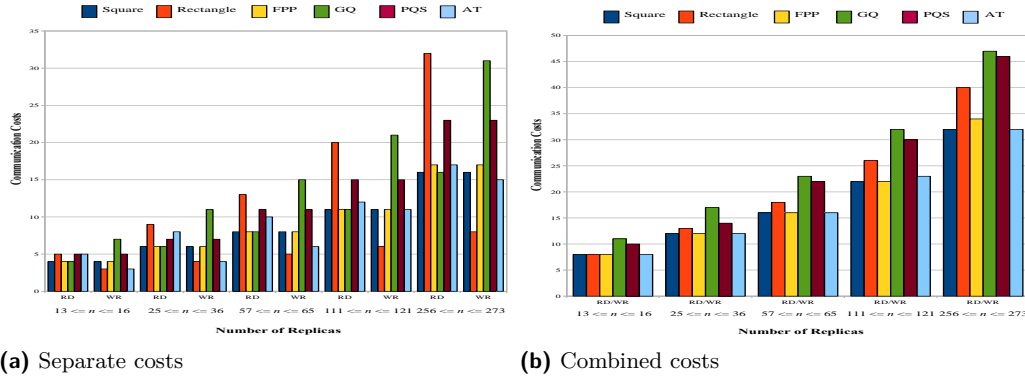 Square Rectangle FPP GQ PQS AT
35
30
25
20
15
10
5
0
Communication Costs
RD WR RD WR RD WR RD WR RD WR
13 <= n <= 16 25 <= n <= 36 57 <= n <= 65 111 <= n <= 121 256 <= n <= 273
Number of Replicas
(a) Separate costs
Square Rectangle FPP GQ PQS AT
50
45
40
35
30
25
20
15
10
5
0
Communication Costs
RD/WR RD/WR RD/WR RD/WR RD/WR
13 <= n <= 16 25 <= n <= 36 57 <= n <= 65 111 <= n <= 121 256 <= n <= 273
Number of Replicas
(b) Combined costs